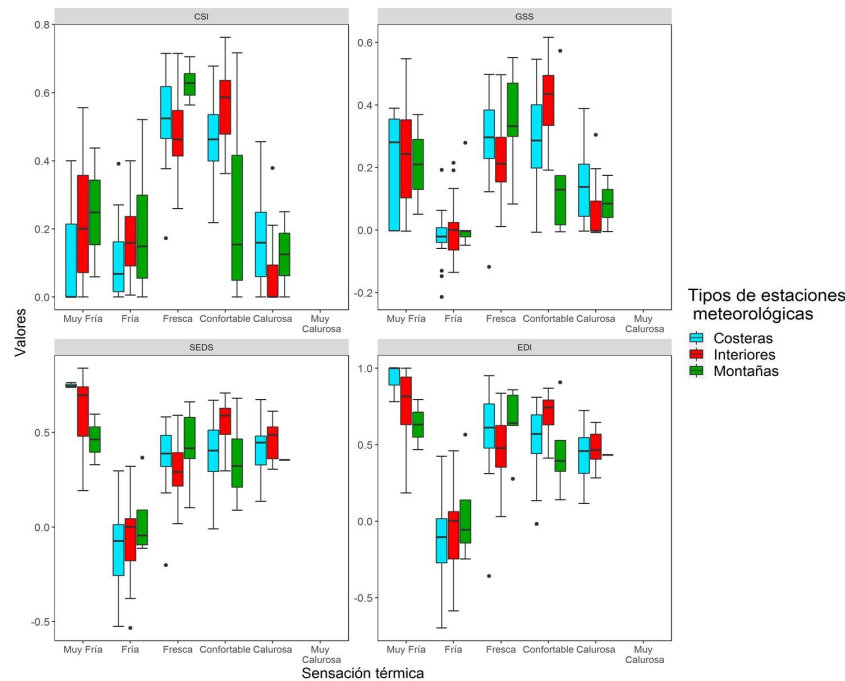 CSI
GSS
0.8
0.6
0.4
0.2
0.0
0.6
0.4
0.2
0.0
-0.2
Muy Fría Fría Fresca Confortable Calurosa Muy Calurosa
Muy Fría Fría Fresca Confortable Calurosa Muy Calurosa
Valores
SEDS
EDI
0.5
0.0
-0.5
1.0
0.5
0.0
-0.5
Muy Fría Fría Fresca Confortable Calurosa Muy Calurosa
Muy Fría Fría Fresca Confortable Calurosa Muy Calurosa
Sensación térmica
Tipos de estaciones
meteorológicas
Costeras
Interiores
Montañas